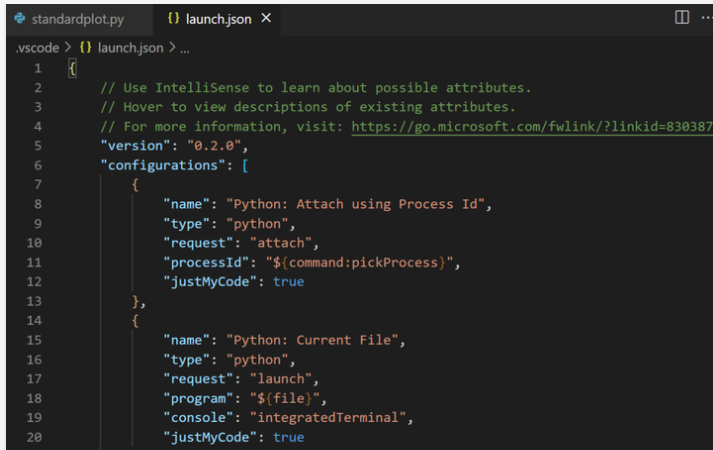 standardplot.py
{} launch.json ×
.vscode > {} launch.json > ...
1 {
2 // Use IntelliSense to learn about possible attributes.
3 // Hover to view descriptions of existing attributes.
4 // For more information, visit: https://go.microsoft.com/fwlink/?linkid=830387
5 "version": "0.2.0",
6 "configurations": [
7 {
8 "name": "Python: Attach using Process Id",
9 "type": "python",
10 "request": "attach",
11 "processId": "${command:pickProcess}",
12 "justMyCode": true
13 },
14 {
15 "name": "Python: Current File",
16 "type": "python",
17 "request": "launch",
18 "program": "${file}",
19 "console": "integratedTerminal",
20 "justMyCode": true